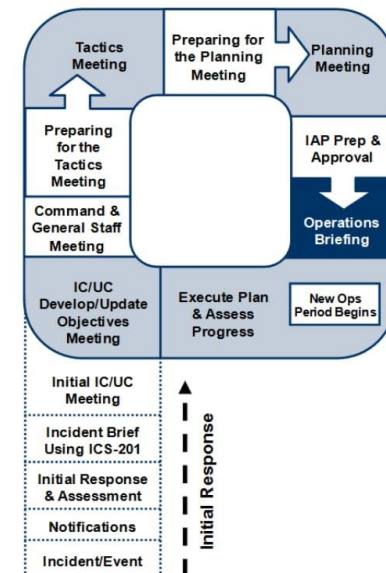 Tactics
Meeting
Preparing for
the Planning
Meeting
Planning
Meeting
Preparing
for the
Tactics
Meeting
IAP Prep &
Approval
Command &
General Staff
Meeting
Operations
Briefing
IC/UC
Develop/Update
Objectives
Meeting
Execute Plan
& Assess
Progress
New Ops
Period Begins
Initial IC/UC
Meeting
Incident Brief
Using ICS-201
Initial Response
& Assessment
Notifications
Incident/Event
Initial Response